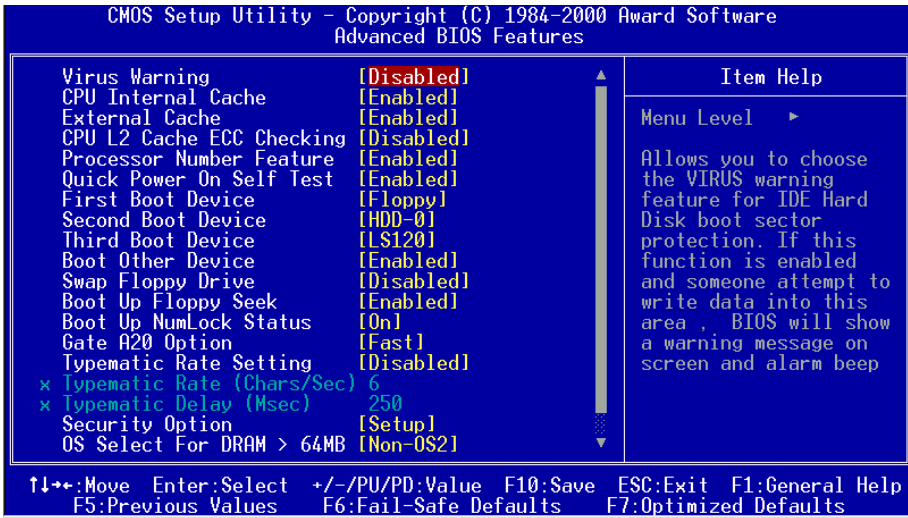 CMOS Setup Utility - Copyright (C) 1984-2000 Award Software
Advanced BIOS Features
Virus Warning [Disabled]
CPU Internal Cache [Enabled]
External Cache [Enabled]
CPU L2 Cache ECC Checking [Disabled]
Processor Number Feature [Enabled]
Quick Power On Self Test [Enabled]
First Boot Device [Floppy]
Second Boot Device [HDD-0]
Third Boot Device [LS120]
Boot Other Device [Enabled]
Swap Floppy Drive [Disabled]
Boot Up Floppy Seek [Enabled]
Boot Up NumLock Status [On]
Gate A20 Option [Fast]
Typematic Rate Setting [Disabled]
x Typematic Rate (Chars/Sec) 6
x Typematic Delay (Msec) 250
Security Option [Setup]
OS Select For DRAM > 64MB [Non-OS2]
Item Help
Menu Level ►
Allows you to choose
the VIRUS warning
feature for IDE Hard
Disk boot sector
protection. If this
function is enabled
and someone attempt to
write data into this
area , BIOS will show
a warning message on
screen and alarm beep
↑↓→←:Move Enter:Select +/-/PU/PD:Value F10:Save ESC:Exit F1:General Help
F5:Previous Values F6:Fail-Safe Defaults F7:Optimized Defaults